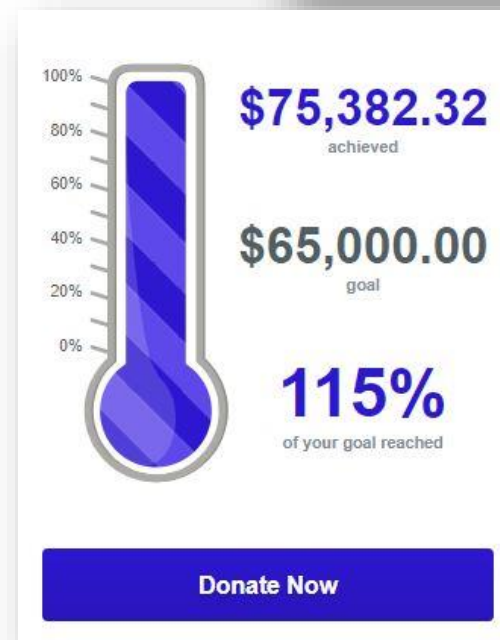 100%
80%
60%
40%
20%
0%
$75,382.32
achieved
$65,000.00
goal
115%
of your goal reached
Donate Now